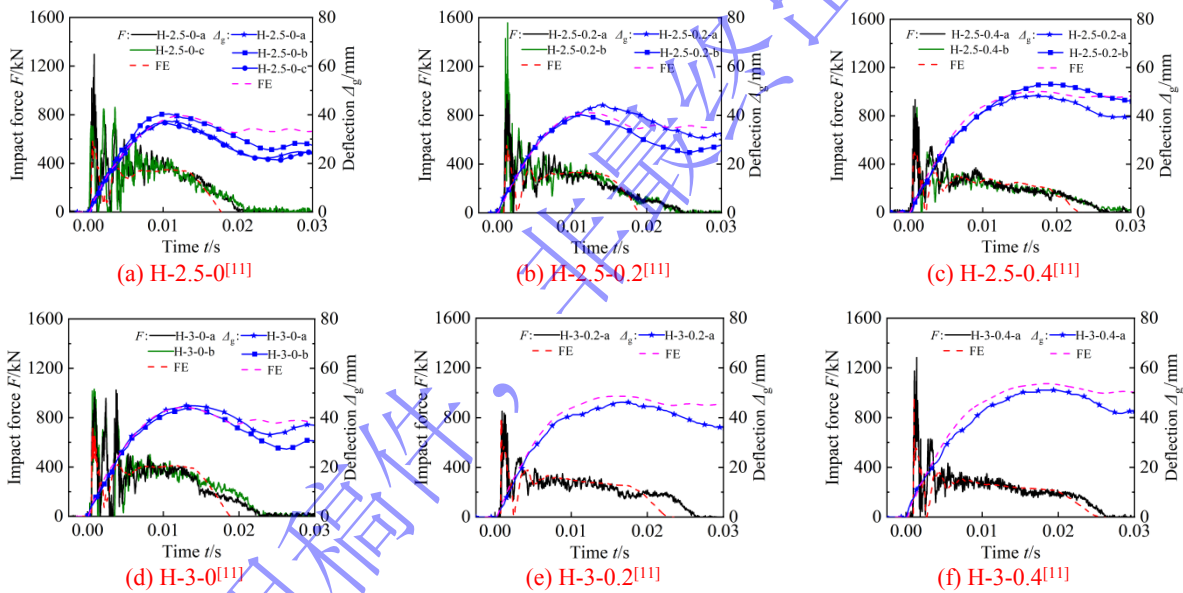 1600
1200
800
400
0
Impact force F/kN
F: H-2.5-0-a
H-2.5-0-c
FE
Δg: H-2.5-0-a
H-2.5-0-b
H-2.5-0-c
FE
80
60
40
20
0
Deflection Δg/mm
0.00 0.01 0.02 0.03
Time t/s
(a) H-2.5-0[11]
1600
1200
800
400
0
Impact force F/kN
F: H-2.5-0.2-a
H-2.5-0.2-b
FE
Δg: H-2.5-0.2-a
H-2.5-0.2-b
FE
80
60
40
20
0
Deflection Δg/mm
0.00 0.01 0.02 0.03
Time t/s
(b) H-2.5-0.2[11]
1600
1200
800
400
0
Impact force F/kN
F: H-2.5-0.4-a
H-2.5-0.4-b
FE
Δg: H-2.5-0.2-a
H-2.5-0.2-b
FE
80
60
40
20
0
Deflection Δg/mm
0.00 0.01 0.02 0.03
Time t/s
(c) H-2.5-0.4[11]
1600
1200
800
400
0
Impact force F/kN
F: H-3-0-a
H-3-0-b
FE
Δg: H-3-0-a
H-3-0-b
FE
80
60
40
20
0
Deflection Δg/mm
0.00 0.01 0.02 0.03
Time t/s
(d) H-3-0[11]
1600
1200
800
400
0
Impact force F/kN
F: H-3-0.2-a
FE
Δg: H-3-0.2-a
FE
80
60
40
20
0
Deflection Δg/mm
0.00 0.01 0.02 0.03
Time t/s
(e) H-3-0.2[11]
1600
1200
800
400
0
Impact force F/kN
F: H-3-0.4-a
FE
Δg: H-3-0.4-a
FE
80
60
40
20
0
Deflection Δg/mm
0.00 0.01 0.02 0.03
Time t/s
(f) H-3-0.4[11]
稿件，非最终